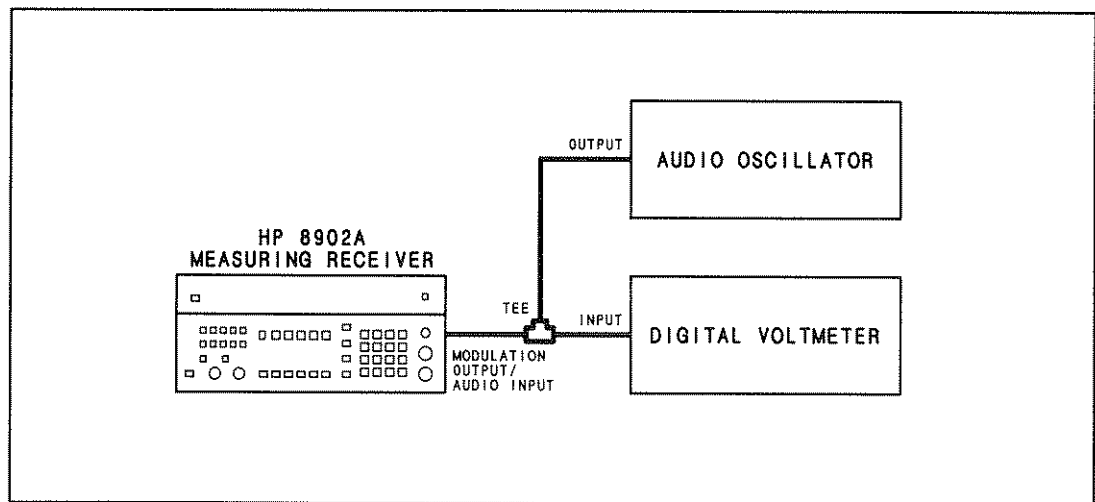 OUTPUT
AUDIO OSCILLATOR
HP 8902A
MEASURING RECEIVER
TEE
INPUT
DIGITAL VOLTMETER
MODULATION
OUTPUT/
AUDIO INPUT